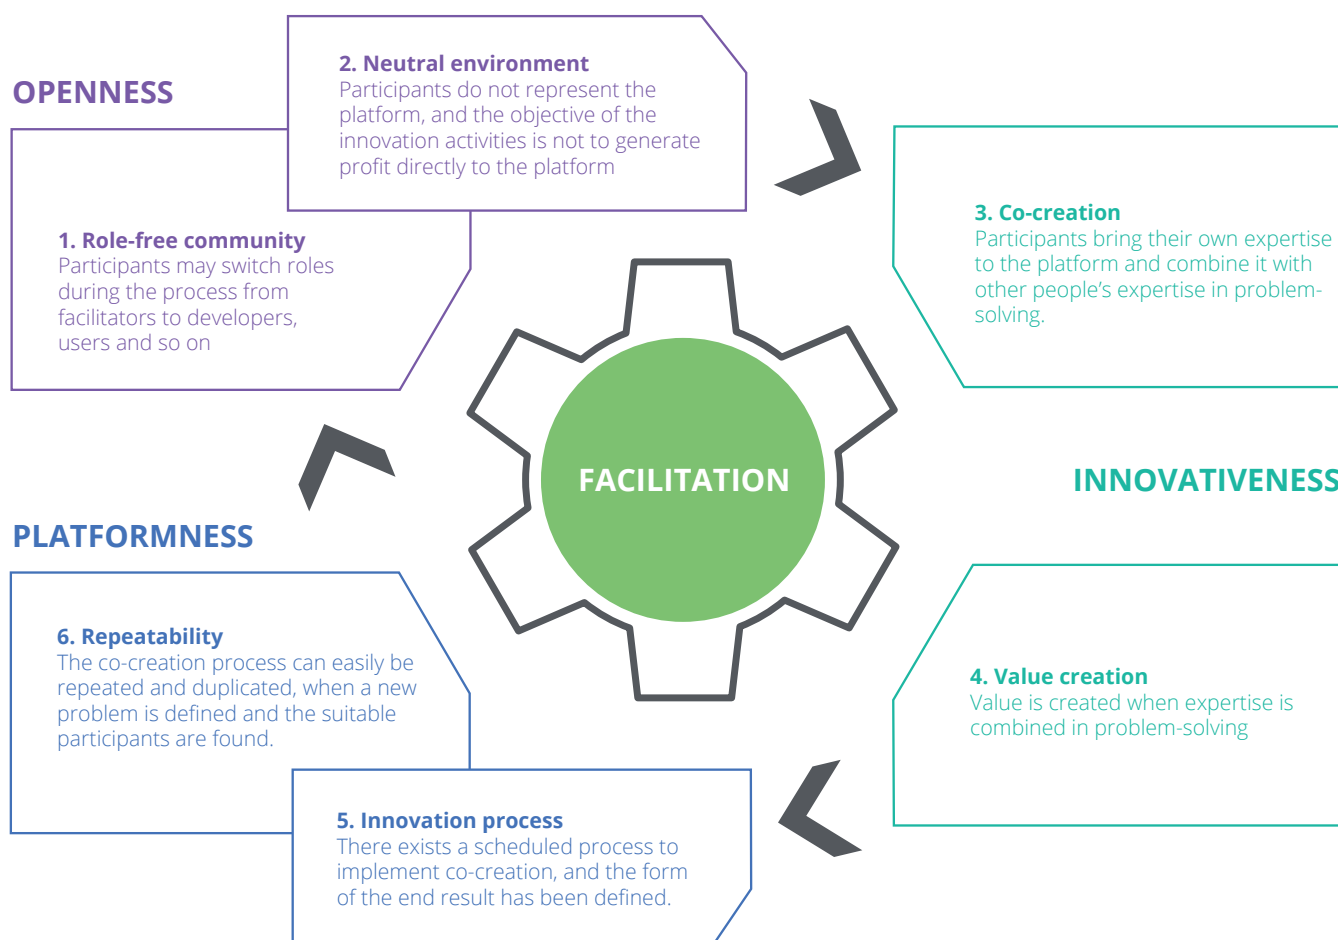 OPENNESS
1. Role-free community
Participants may switch roles
during the process from
facilitators to developers,
users and so on
2. Neutral environment
Participants do not represent the
platform, and the objective of the
innovation activities is not to generate
profit directly to the platform
3. Co-creation
Participants bring their own expertise
to the platform and combine it with
other people’s expertise in problem-
solving.
FACILITATION
INNOVATIVENESS
4. Value creation
Value is created when expertise is
combined in problem-solving
PLATFORMNESS
5. Innovation process
There exists a scheduled process to
implement co-creation, and the form
of the end result has been defined.
6. Repeatability
The co-creation process can easily be
repeated and duplicated, when a new
problem is defined and the suitable
participants are found.